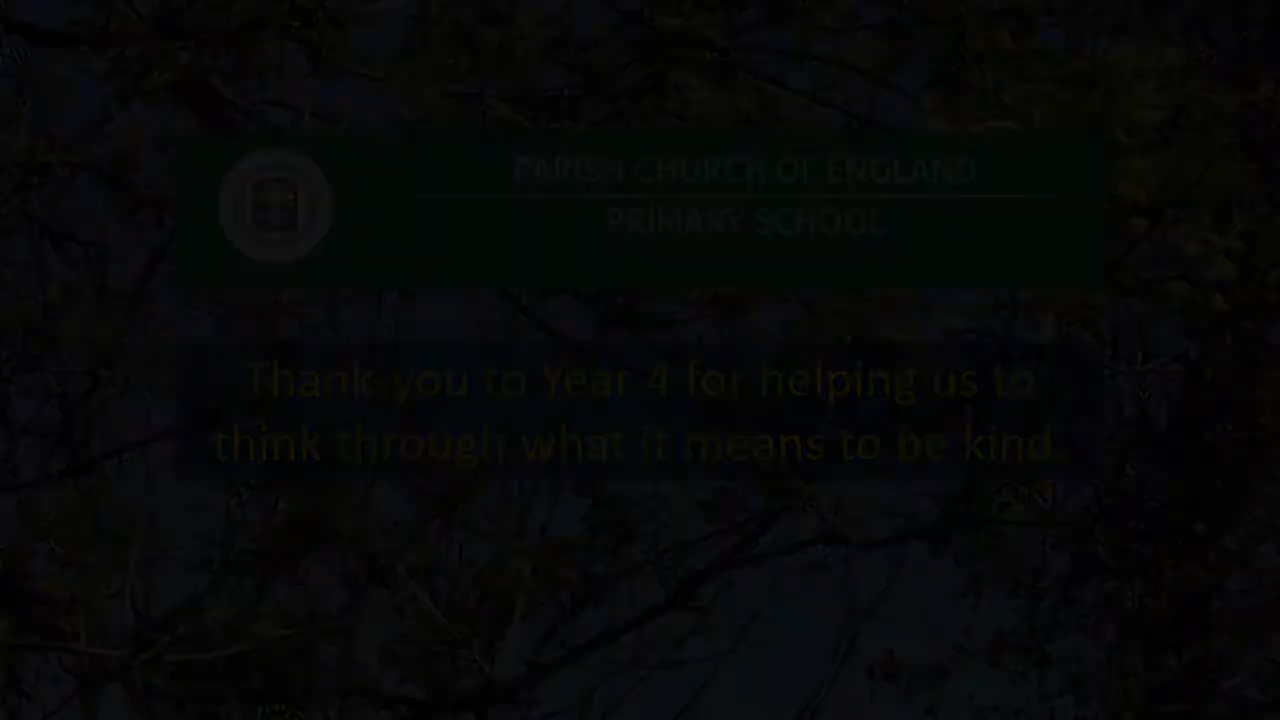 PARISH CHURCH OF ENGLAND
PRIMARY SCHOOL
Thank you to Year 4 for helping us to
think through what it means to be kind.